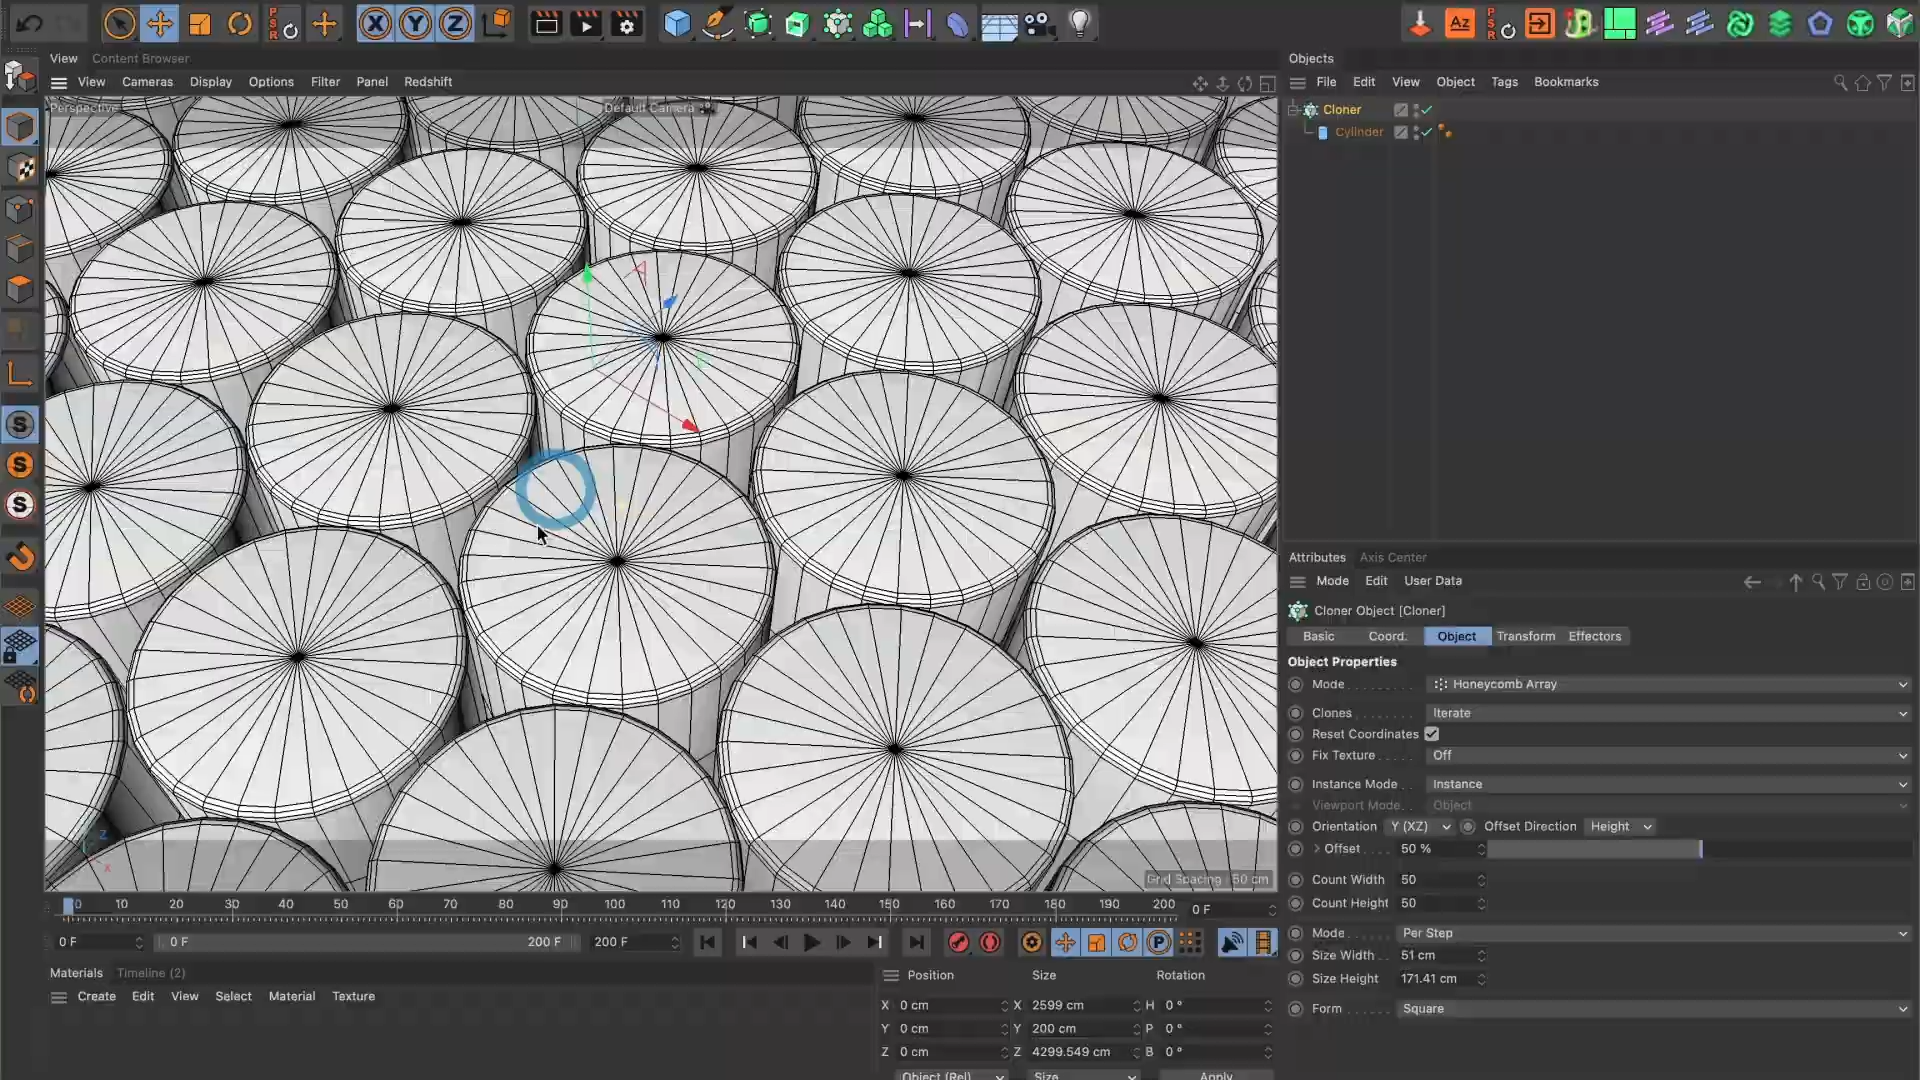 View Content Browser
View Cameras Display Options Filter Panel Redshift
Perspective
Default Camera
Grid Spacing : 50 cm
0 10 20 30 40 50 60 70 80 90 100 110 120 130 140 150 160 170 180 190 200
0 F
0 F 0 F 200 F 200 F
Materials Timeline (2)
Create Edit View Select Material Texture
Position Size Rotation
X 0 cm X 2599 cm H 0 °
Y 0 cm Y 200 cm P 0 °
Z 0 cm Z 4299.549 cm B 0 °
Object (Rel) Size Apply
X Y Z
PSR
Az
PSR
Objects
File Edit View Object Tags Bookmarks
Cloner
Cylinder
Attributes Axis Center
Mode Edit User Data
Cloner Object [Cloner]
Basic Coord. Object Transform Effectors
Object Properties
Mode Honeycomb Array
Clones Iterate
Reset Coordinates
Fix Texture Off
Instance Mode Instance
Viewport Mode Object
Orientation Y (XZ) Offset Direction Height
Offset 50 %
Count Width 50
Count Height 50
Mode Per Step
Size Width 51 cm
Size Height 171.41 cm
Form Square